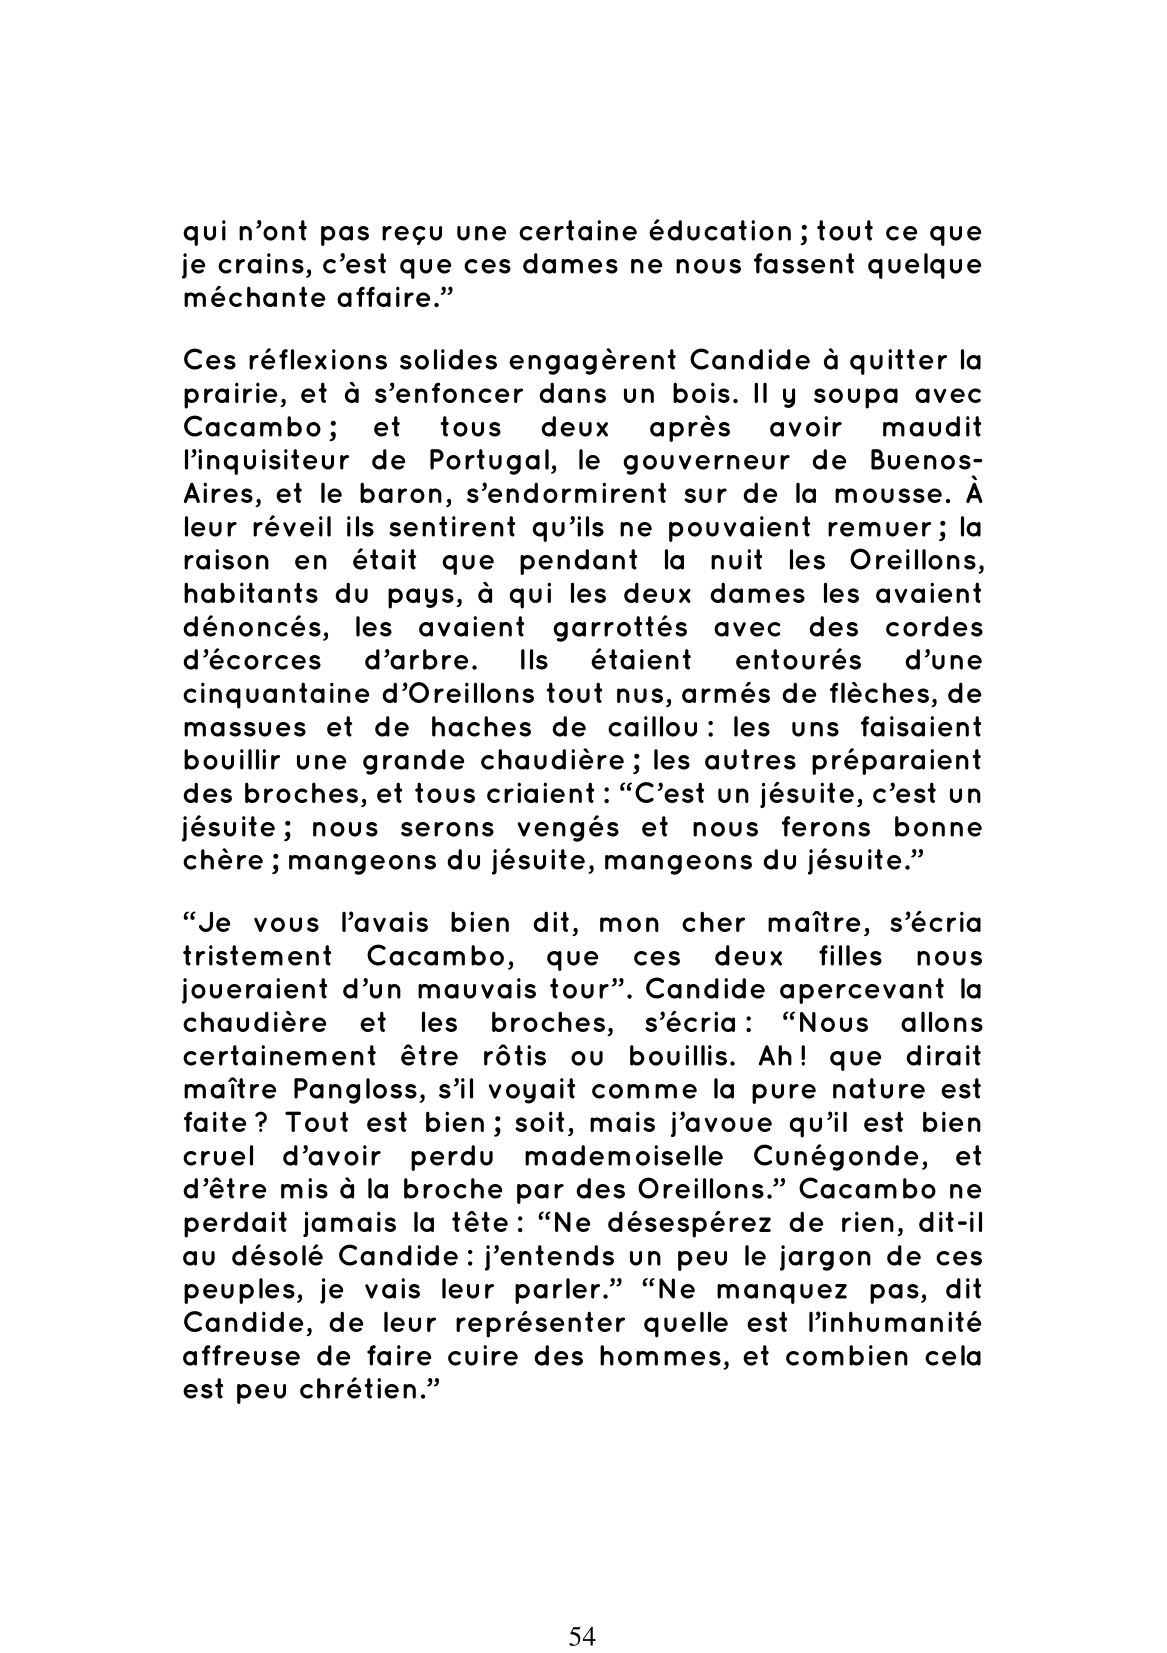 qui n’ont pas reçu une certaine éducation ; tout ce que
je crains, c’est que ces dames ne nous fassent quelque
méchante affaire.”
Ces réflexions solides engagèrent Candide à quitter la
prairie, et à s’enfoncer dans un bois. Il y soupa avec
Cacambo ; et tous deux après avoir maudit
l’inquisiteur de Portugal, le gouverneur de Buenos-
Aires, et le baron, s’endormirent sur de la mousse. À
leur réveil ils sentirent qu’ils ne pouvaient remuer ; la
raison en était que pendant la nuit les Oreillons,
habitants du pays, à qui les deux dames les avaient
dénoncés, les avaient garrottés avec des cordes
d’écorces d’arbre. Ils étaient entourés d’une
cinquantaine d’Oreillons tout nus, armés de flèches, de
massues et de haches de caillou : les uns faisaient
bouillir une grande chaudière ; les autres préparaient
des broches, et tous criaient : “C’est un jésuite, c’est un
jésuite ; nous serons vengés et nous ferons bonne
chère ; mangeons du jésuite, mangeons du jésuite.”
“Je vous l’avais bien dit, mon cher maître, s’écria
tristement Cacambo, que ces deux filles nous
joueraient d’un mauvais tour”. Candide apercevant la
chaudière et les broches, s’écria : “Nous allons
certainement être rôtis ou bouillis. Ah ! que dirait
maître Pangloss, s’il voyait comme la pure nature est
faite ? Tout est bien ; soit, mais j’avoue qu’il est bien
cruel d’avoir perdu mademoiselle Cunégonde, et
d’être mis à la broche par des Oreillons.” Cacambo ne
perdait jamais la tête : “Ne désespérez de rien, dit-il
au désolé Candide : j’entends un peu le jargon de ces
peuples, je vais leur parler.” “Ne manquez pas, dit
Candide, de leur représenter quelle est l’inhumanité
affreuse de faire cuire des hommes, et combien cela
est peu chrétien.”
54